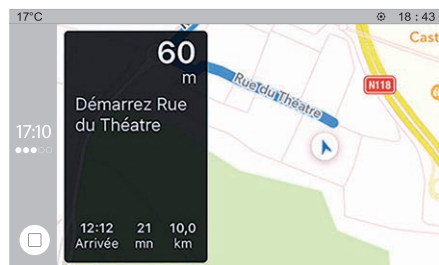 17°C
18 : 43
60
m
Démarrez Rue
du Théatre
17:10
12:12 21 10,0
Arrivée mn km
Rue du Théatre
N118
Cast